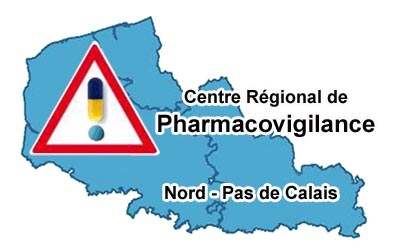 Centre Régional de
Pharmacovigilance
Nord - Pas de Calais